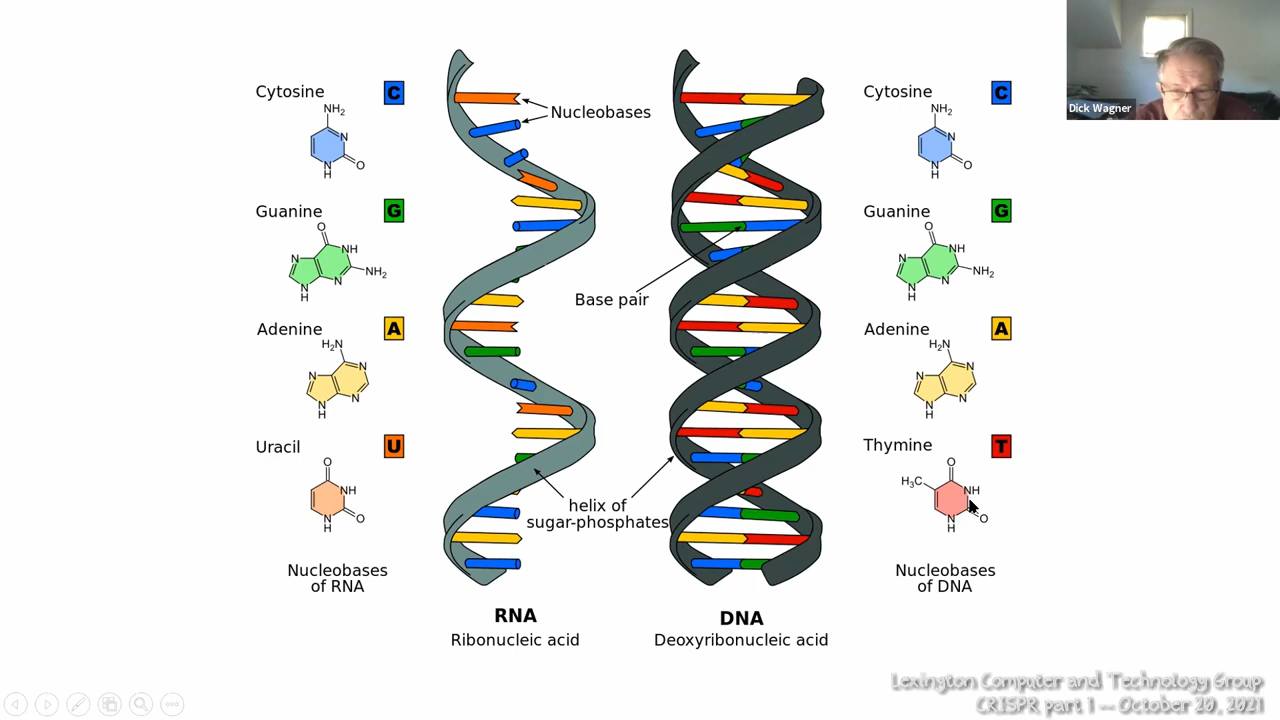 Cytosine C
NH₂
N
N
H
O
Guanine G
O
N
NH
N
H
N
NH₂
Adenine A
H₂N
N
N
N
H
N
Uracil U
O
NH
N
H
O
Nucleobases
of RNA
Nucleobases
Base pair
helix of
sugar-phosphates
RNA
Ribonucleic acid
DNA
Deoxyribonucleic acid
Cytosine C
NH₂
N
N
H
O
Guanine G
O
N
NH
N
H
N
NH₂
Adenine A
H₂N
N
N
N
H
N
Thymine T
O
H₃C
NH
N
H
O
Nucleobases
of DNA
Dick Wagner
Lexington Computer and Technology Group
CRISPR part 1 -- October 20, 2021